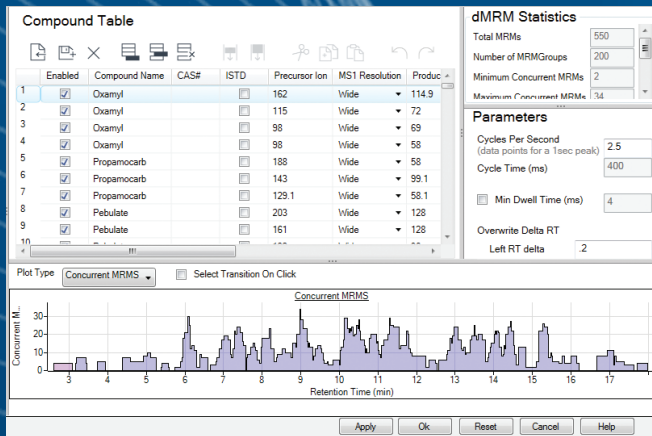 Compound Table
Enabled Compound Name CAS# ISTD Precursor Ion MS1 Resolution Produc
1 Oxamyl 162 Wide 114.9
2 Oxamyl 115 Wide 72
3 Oxamyl 98 Wide 69
4 Oxamyl 98 Wide 58
5 Propamocarb 188 Wide 58
6 Propamocarb 143 Wide 99.1
7 Propamocarb 129.1 Wide 58.1
8 Pebulate 203 Wide 128
9 Pebulate 161 Wide 128
10
dMRM Statistics
Total MRMs 550
Number of MRMGroups 200
Minimum Concurrent MRMs 2
Maximum Concurrent MRMs 34
Parameters
Cycles Per Second 2.5
(data points for a 1sec peak)
Cycle Time (ms) 400
Min Dwell Time (ms) 4
Overwrite Delta RT
Left RT delta .2
Plot Type Concurrent MRMS Select Transition On Click
Concurrent MRMS
Concurrent M...
30
20
10
0
3 4 5 6 7 8 9 10 11 12 13 14 15 16 17
Retention Time (min)
Apply Ok Reset Cancel Help